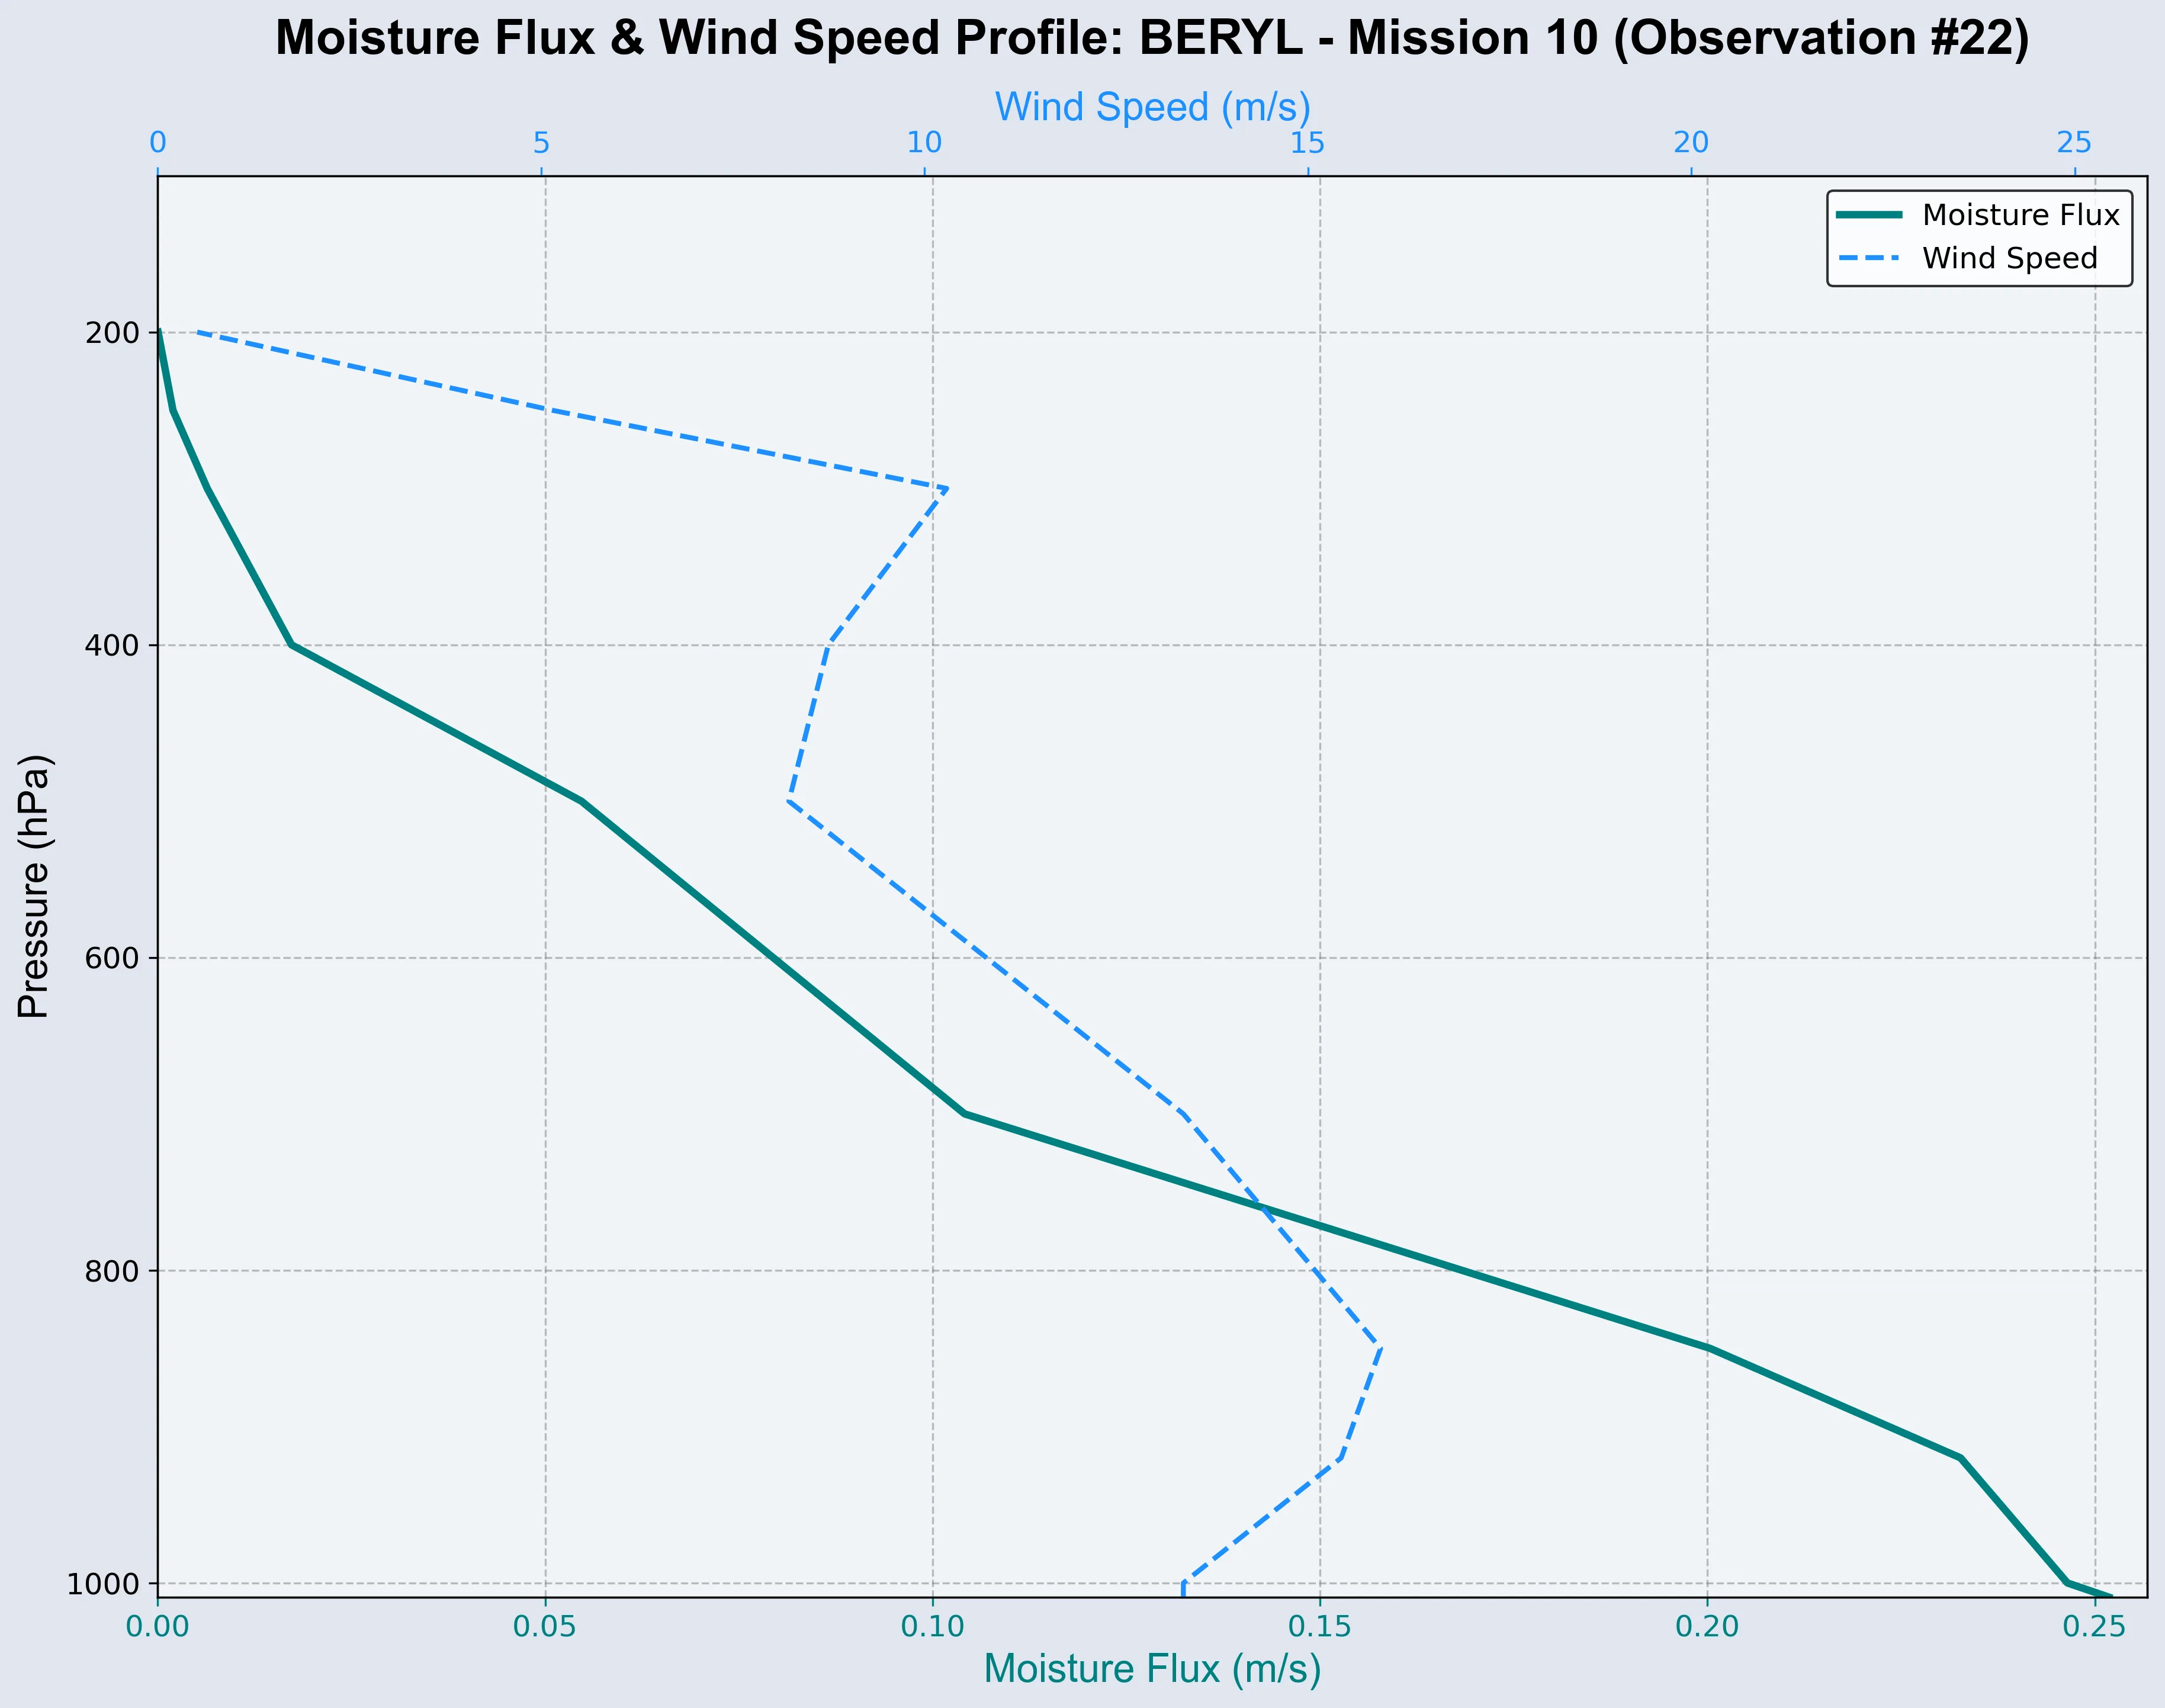 Moisture Flux & Wind Speed Profile: BERYL - Mission 10 (Observation #22)
Wind Speed (m/s)
0 5 10 15 20 25
Moisture Flux
Wind Speed
200
400
600
800
1000
Pressure (hPa)
0.00 0.05 0.10 0.15 0.20 0.25
Moisture Flux (m/s)